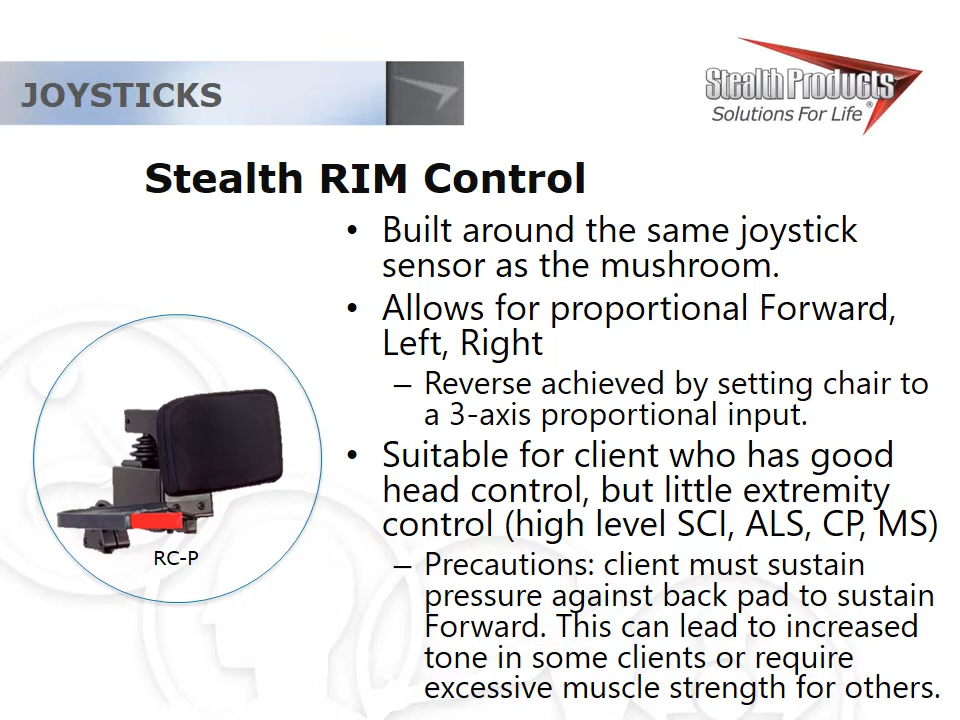 JOYSTICKS
Stealth Products
®
Solutions For Life
Stealth RIM Control
• Built around the same joystick
sensor as the mushroom.
• Allows for proportional Forward,
Left, Right
– Reverse achieved by setting chair to
a 3-axis proportional input.
• Suitable for client who has good
head control, but little extremity
control (high level SCI, ALS, CP, MS)
– Precautions: client must sustain
pressure against back pad to sustain
Forward. This can lead to increased
tone in some clients or require
excessive muscle strength for others.
RC-P